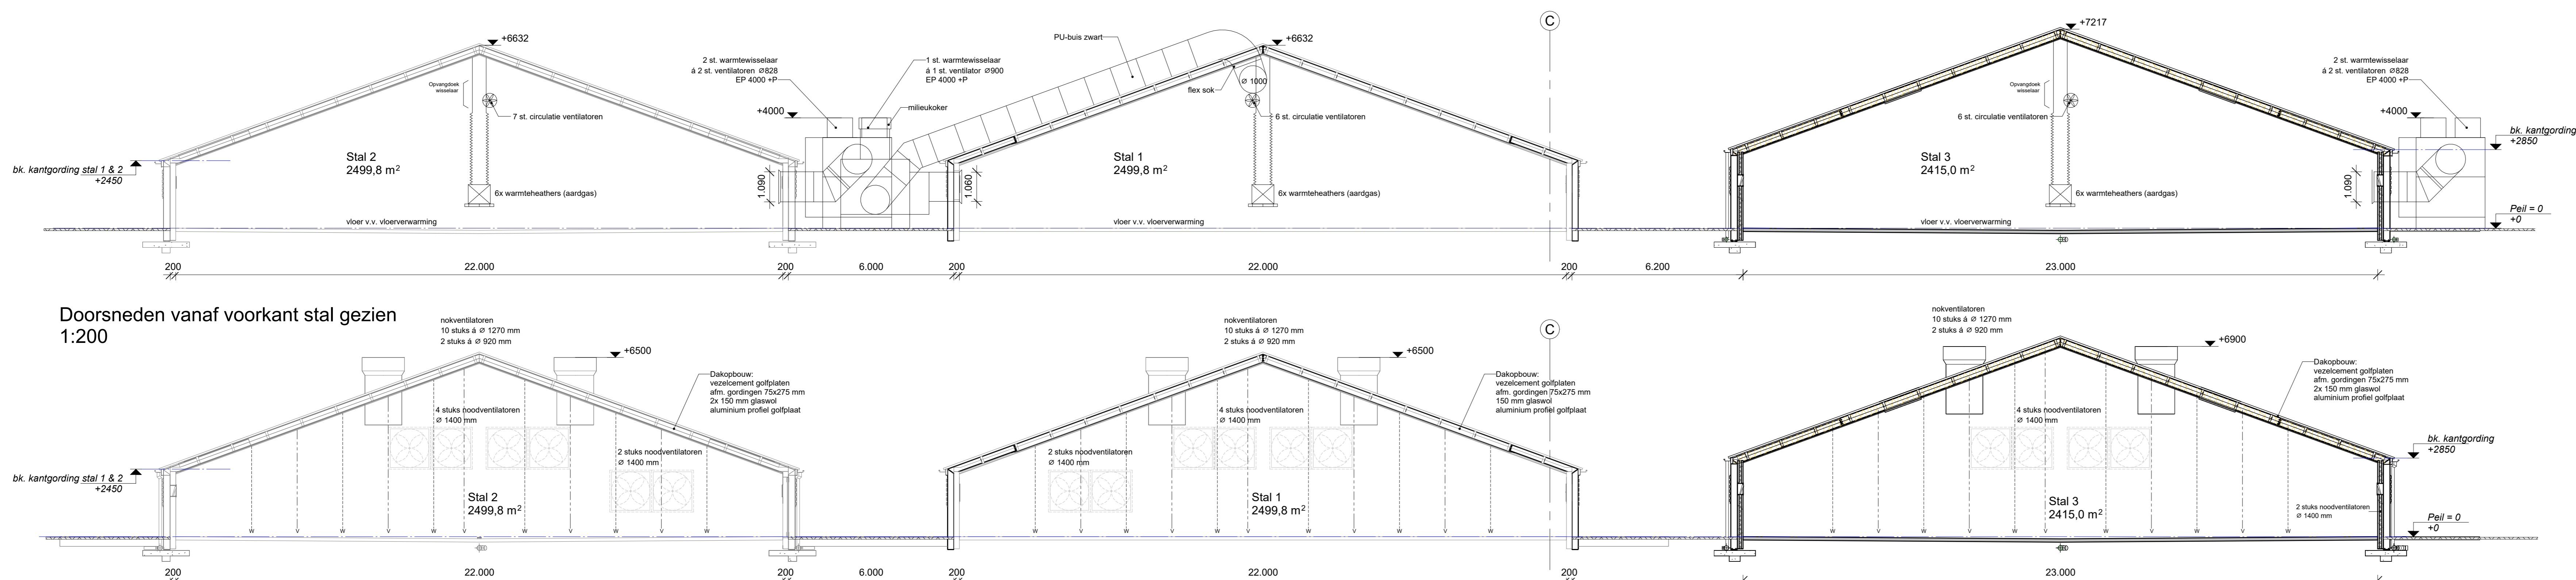 C
+6632
PU-buis zwart
+6632
+7217
2 st. warmtewisselaar
á 2 st. ventilatoren Ø828
EP 4000 +P
1 st. warmtewisselaar
á 1 st. ventilator Ø900
EP 4000 +P
2 st. warmtewisselaar
á 2 st. ventilatoren Ø828
EP 4000 +P
Opvangdoek
wisselaar
flex sok
Ø 1000
Opvangdoek
wisselaar
+4000
milieukoker
+4000
7 st. circulatie ventilatoren
6 st. circulatie ventilatoren
6 st. circulatie ventilatoren
bk. kantgording
+2850
bk. kantgording stal 1 & 2
+2450
Stal 2
2499,8 m²
Stal 1
2499,8 m²
Stal 3
2415,0 m²
1.090
1.060
1.090
6x warmteheathers (aardgas)
6x warmteheathers (aardgas)
6x warmteheathers (aardgas)
vloer v.v. vloerverwarming
vloer v.v. vloerverwarming
vloer v.v. vloerverwarming
Peil = 0
+0
200
22.000
200
6.000
200
22.000
200
6.200
23.000
Doorsneden vanaf voorkant stal gezien
1:200
nokventilatoren
10 stuks á Ø 1270 mm
2 stuks á Ø 920 mm
nokventilatoren
10 stuks á Ø 1270 mm
2 stuks á Ø 920 mm
C
nokventilatoren
10 stuks á Ø 1270 mm
2 stuks á Ø 920 mm
+6500
+6500
+6900
Dakopbouw:
vezelcement golfplaten
afm. gordingen 75x275 mm
2x 150 mm glaswol
aluminium profiel golfplaat
Dakopbouw:
vezelcement golfplaten
afm. gordingen 75x275 mm
150 mm glaswol
aluminium profiel golfplaat
Dakopbouw:
vezelcement golfplaten
afm. gordingen 75x275 mm
2x 150 mm glaswol
aluminium profiel golfplaat
4 stuks noodventilatoren
Ø 1400 mm
4 stuks noodventilatoren
Ø 1400 mm
4 stuks noodventilatoren
Ø 1400 mm
2 stuks noodventilatoren
Ø 1400 mm
2 stuks noodventilatoren
Ø 1400 mm
bk. kantgording
+2850
bk. kantgording stal 1 & 2
+2450
Stal 2
2499,8 m²
Stal 1
2499,8 m²
Stal 3
2415,0 m²
2 stuks noodventilatoren
Ø 1400 mm
Peil = 0
+0
W V W V W V W V W V W
W V W V W V W V W V W
W V W V W V W V W V W
200
22.000
200
6.000
200
22.000
200
23.000